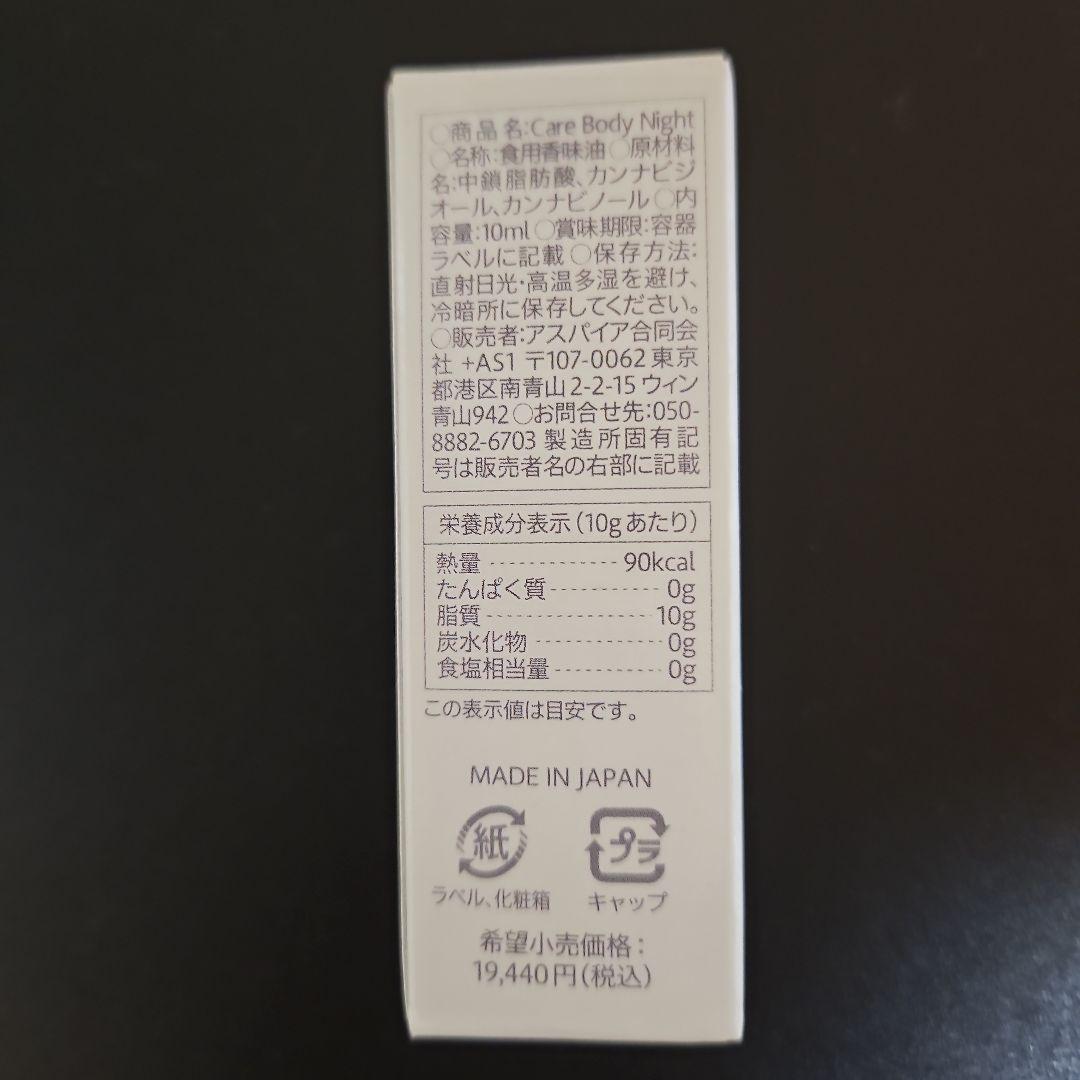 ○商品名:Care Body Night
○名称:食用香味油 ○原材料
名:中鎖脂肪酸、カンナビジ
オール、カンナビノール ○内
容量:10ml ○賞味期限:容器
ラベルに記載 ○保存方法:
直射日光・高温多湿を避け、
冷暗所に保存してください。
○販売者:アスパイア合同会
社 +AS1 〒107-0062 東京
都港区南青山 2-2-15 ウィン
青山942 ○お問合せ先:050-
8882-6703 製造所固有記
号は販売者名の右部に記載
栄養成分表示(10gあたり)
熱量 ------------ 90kcal
たんぱく質 ----------- 0g
脂質 ---------------- 10g
炭水化物 ------------- 0g
食塩相当量 ----------- 0g
この表示値は目安です。
MADE IN JAPAN
紙 プラ
ラベル、化粧箱 キャップ
希望小売価格:
19,440円(税込)